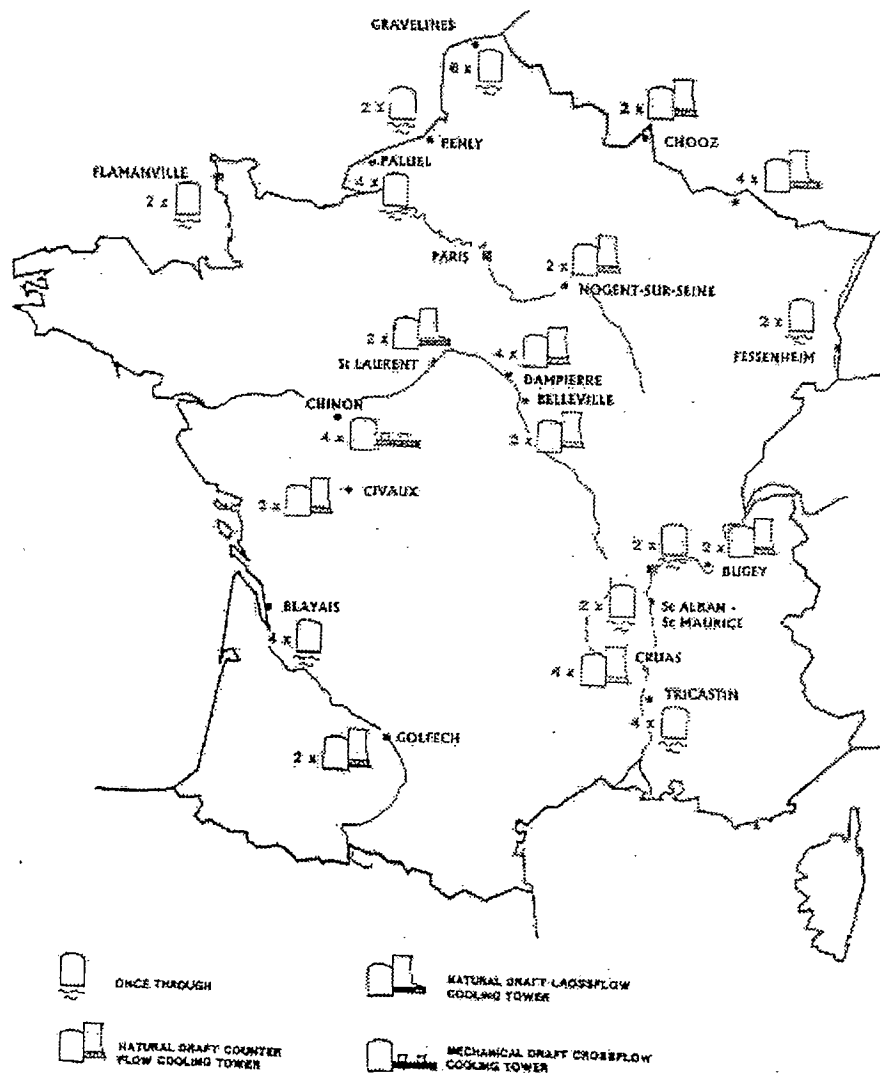 GRAVELINES
6 x
2 x
PENLY
PALUEL
4 x
FLAMANVILLE
2 x
2 x
CHOOZ
4 x
PARIS
2 x
NOGENT-SUR-SEINE
2 x
FESSENHEIM
2 x
St LAURENT
4 x
DAMPIERRE
BELLEVILLE
2 x
CHINON
4 x
2 x
CIVAUX
2 x
2 x
BUGEY
2 x
St ALBAN -
St MAURICE
BLAYAIS
4 x
4 x
CRUAS
TRICASTIN
4 x
2 x
GOLFECH
ONCE THROUGH
NATURAL DRAFT COUNTER
FLOW COOLING TOWER
NATURAL DRAFT CROSSFLOW
COOLING TOWER
MECHANICAL DRAFT CROSSFLOW
COOLING TOWER